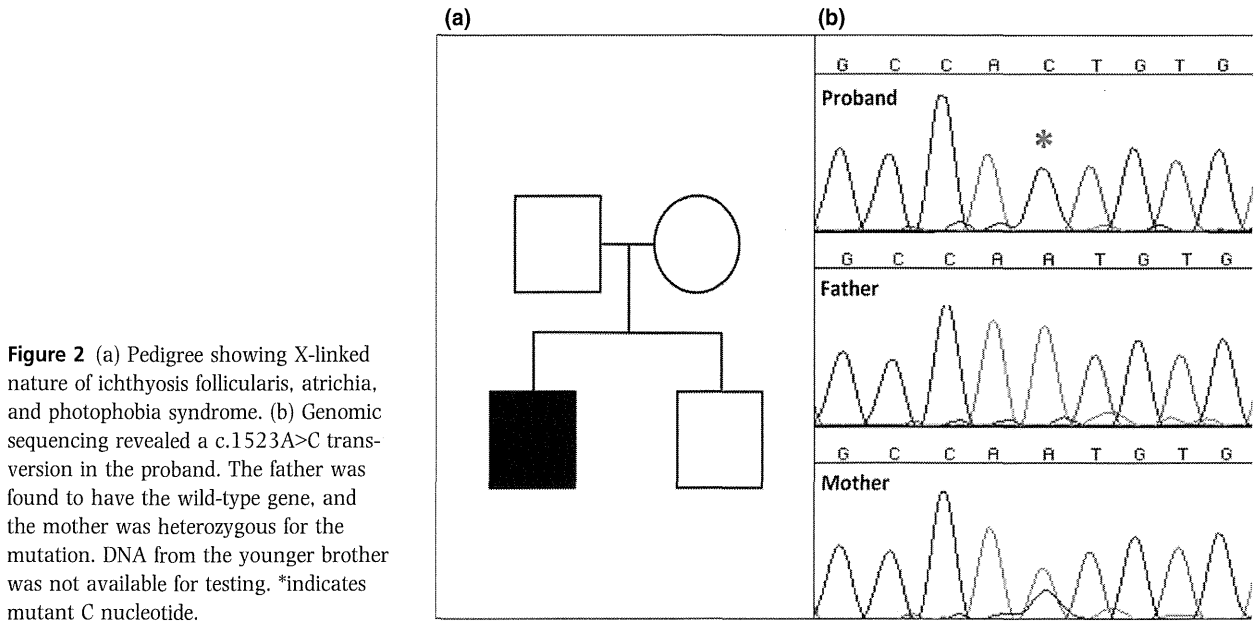 (a)
(b)
G C C A C T G T G
Proband
*
G C C A A T G T G
Father
G C C A A T G T G
Mother
Figure 2 (a) Pedigree showing X-linked
nature of ichthyosis follicularis, atrichia,
and photophobia syndrome. (b) Genomic
sequencing revealed a c.1523A>C trans-
version in the proband. The father was
found to have the wild-type gene, and
the mother was heterozygous for the
mutation. DNA from the younger brother
was not available for testing. *indicates
mutant C nucleotide.